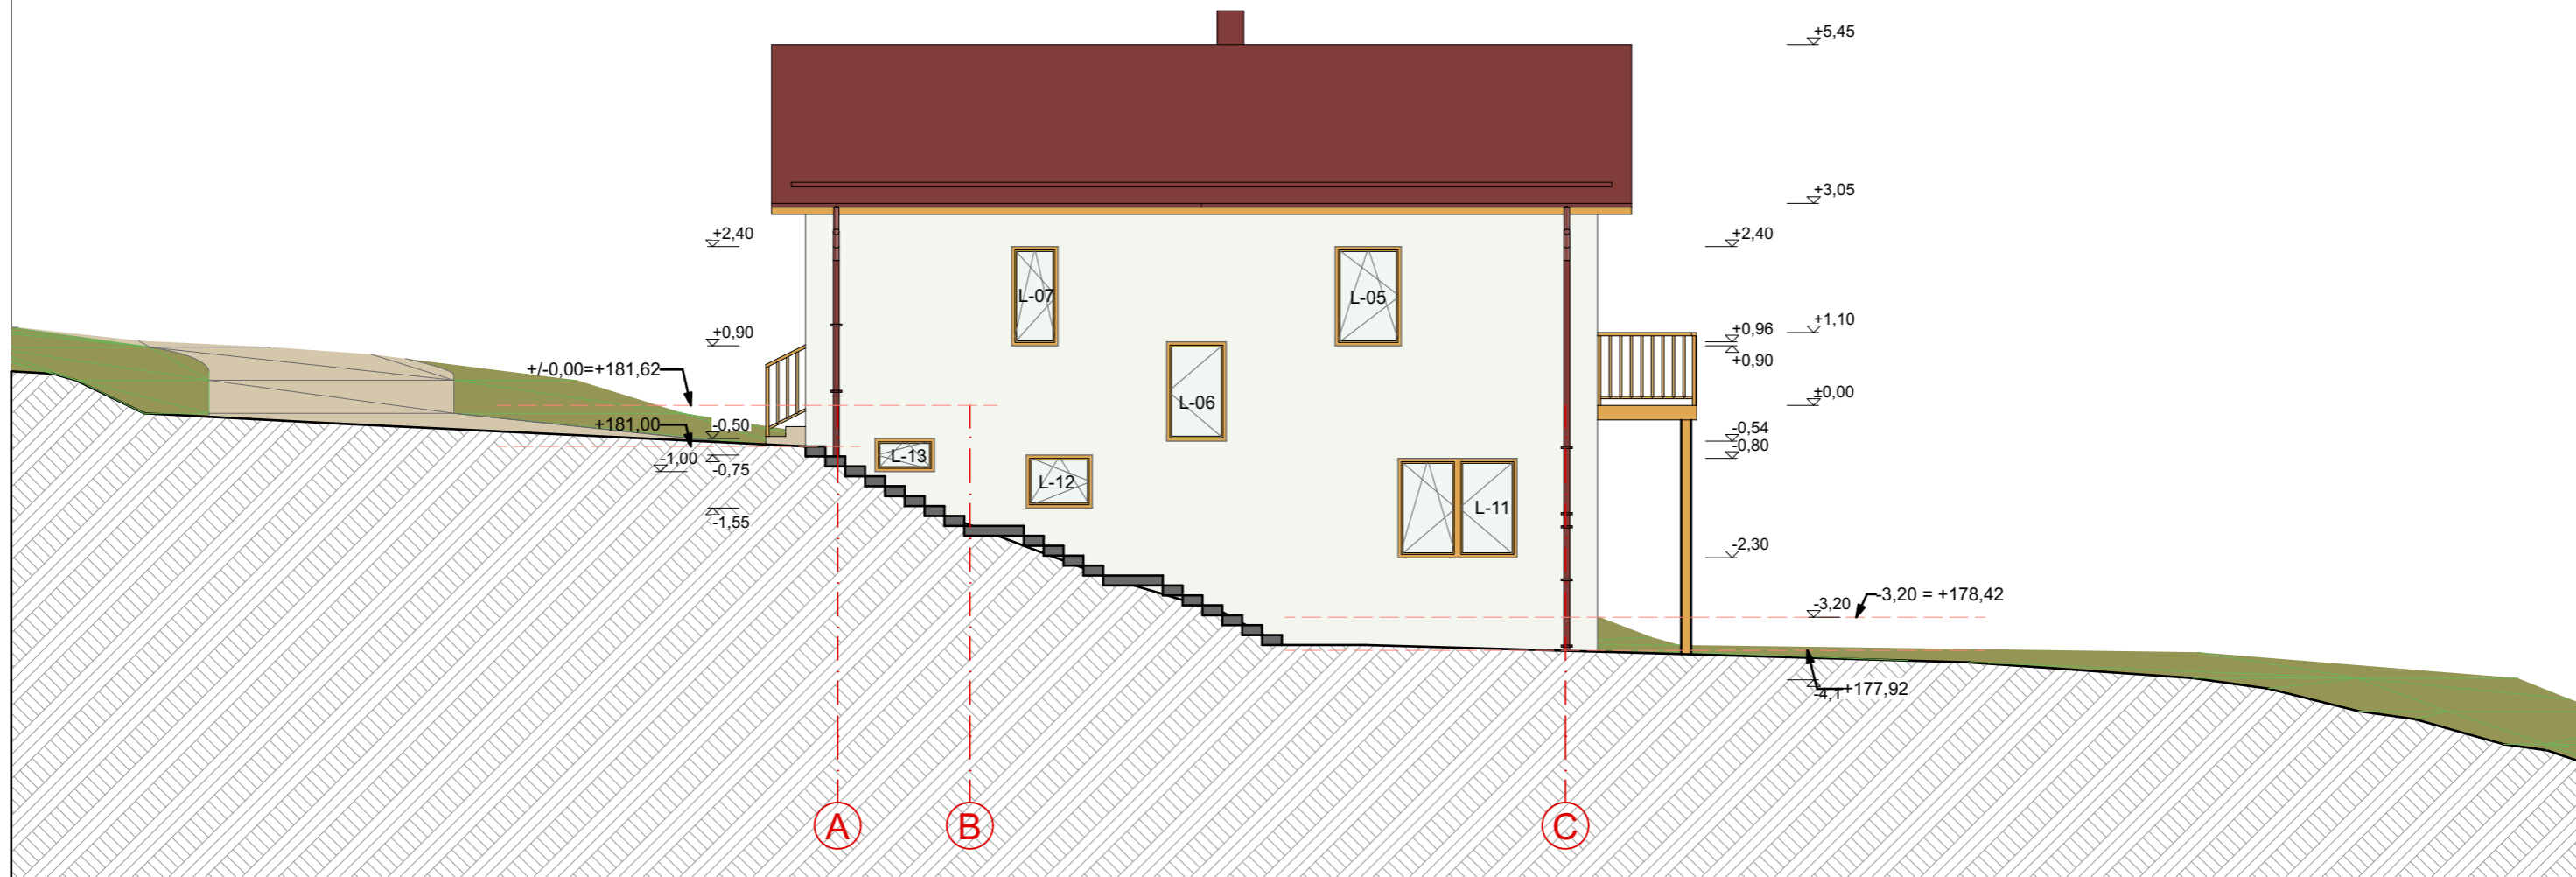 +5,45
+3,05
+2,40
+2,40
L-07
L-05
+0,90
+0,96
+1,10
+0,90
+/-0,00=+181,62
±0,00
L-06
+181,00
-0,50
-0,54
-0,80
-1,00
-0,75
L-13
L-12
L-11
-1,55
-2,30
-3,20
-3,20 = +178,42
+177,92
-4,1
A
B
C